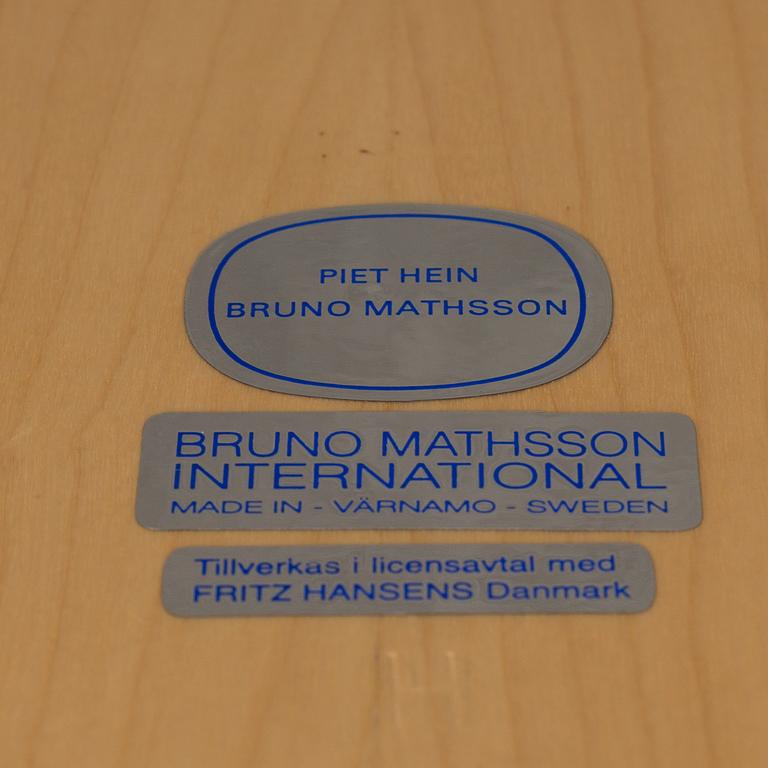 PIET HEIN
BRUNO MATHSSON
BRUNO MATHSSON
INTERNATIONAL
MADE IN - VÄRNAMO - SWEDEN
Tillverkas i licensavtal med
FRITZ HANSENS Danmark